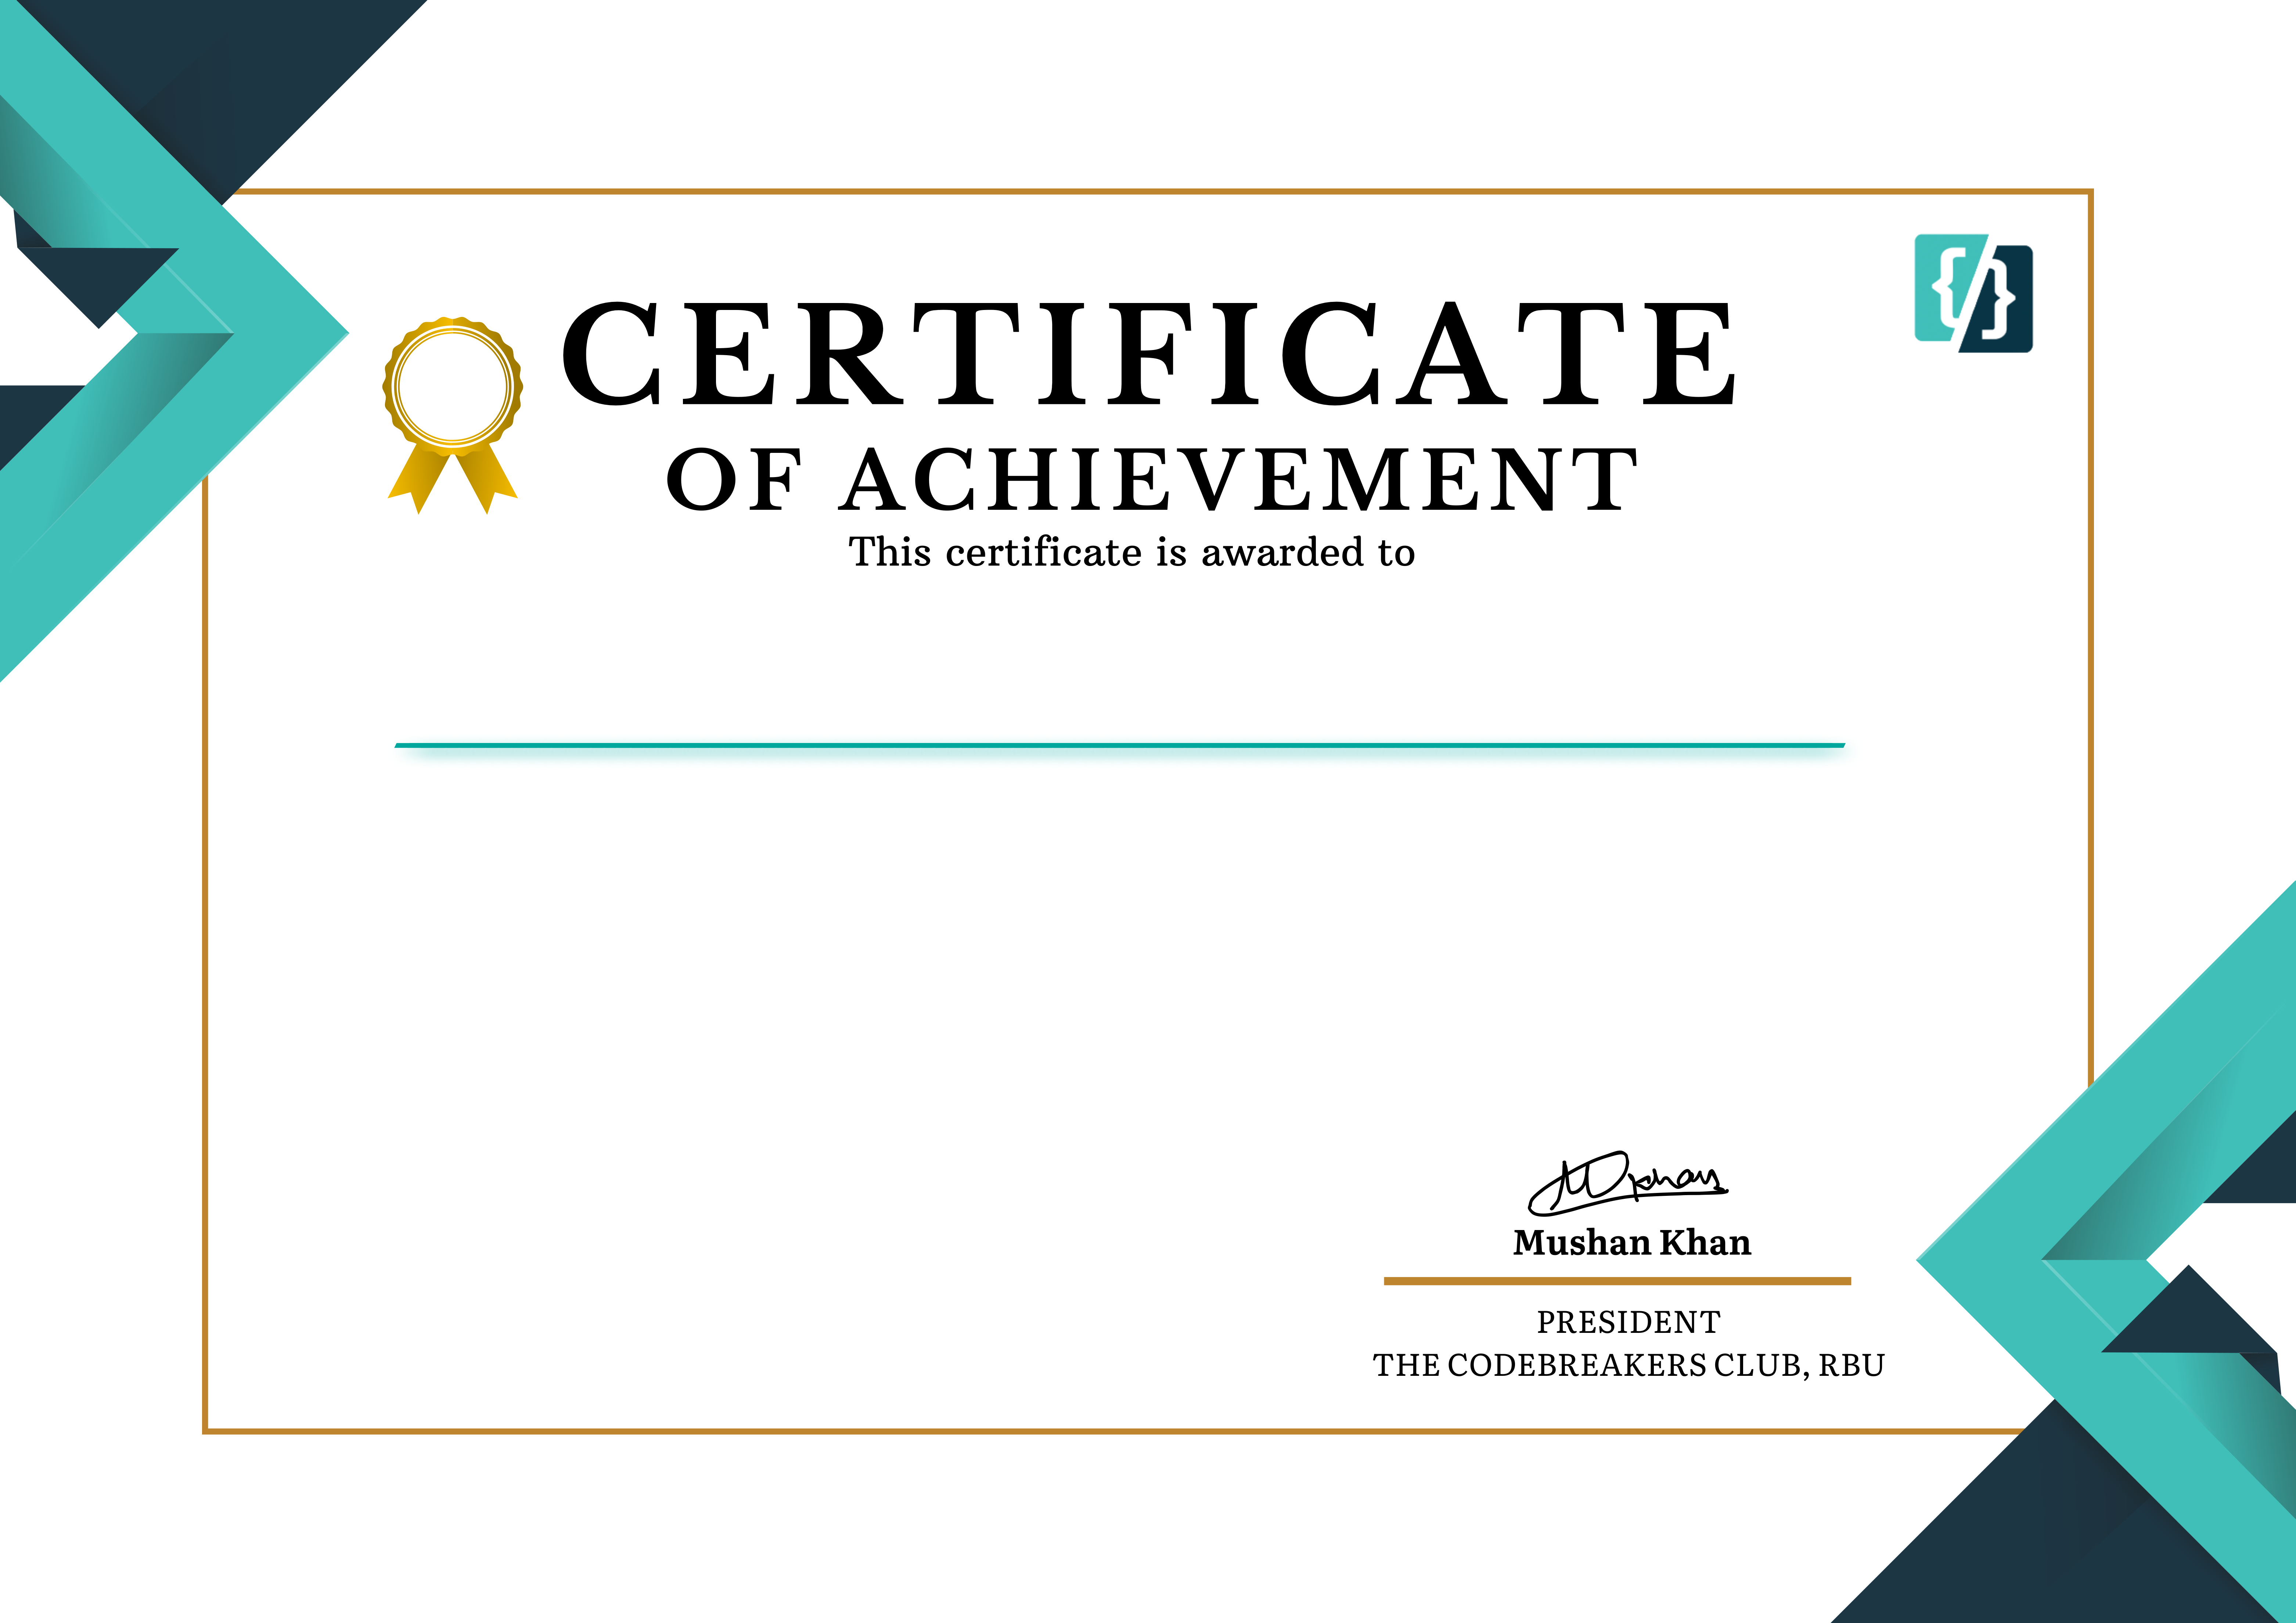 CERTIFICATE
OF ACHIEVEMENT
This certificate is awarded to
Mushan Khan
PRESIDENT
THE CODEBREAKERS CLUB, RBU